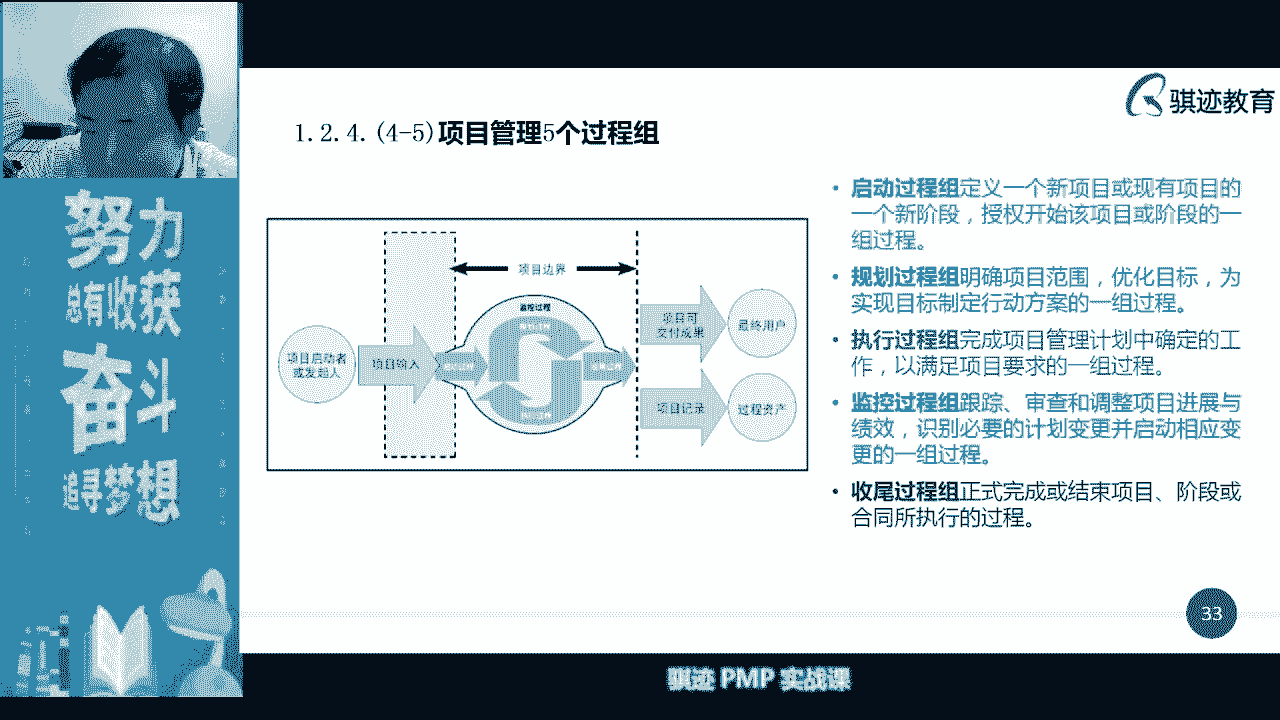 骐迹教育
1.2.4.(4-5)项目管理5个过程组
努力
总有收获
奋斗
追寻梦想
项目边界
监控过程
项目启动者
或发起人
项目输入
项目可
交付成果
最终用户
项目记录
过程资产
• 启动过程组定义一个新项目或现有项目的
一个新阶段，授权开始该项目或阶段的一
组过程。
• 规划过程组明确项目范围，优化目标，为
实现目标制定行动方案的一组过程。
• 执行过程组完成项目管理计划中确定的工
作，以满足项目要求的一组过程。
• 监控过程组跟踪、审查和调整项目进展与
绩效，识别必要的计划变更并启动相应变
更的一组过程。
• 收尾过程组正式完成或结束项目、阶段或
合同所执行的过程。
33
骐迹 PMP 实战课